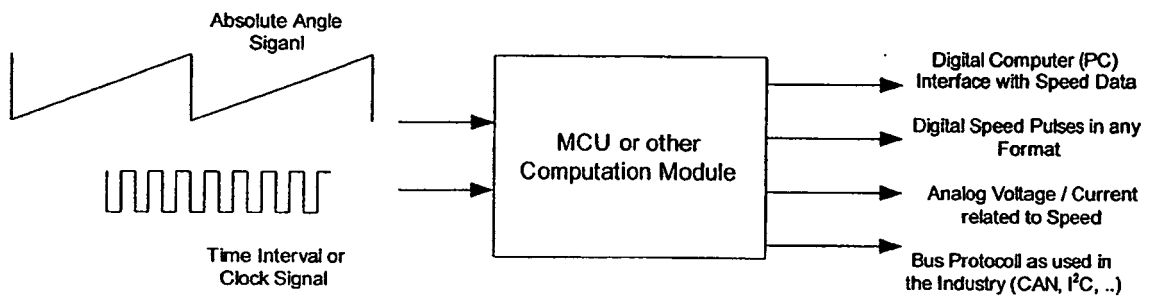 Absolute Angle
Siganl
Time Interval or
Clock Signal
MCU or other
Computation Module
Digital Computer (PC)
Interface with Speed Data
Digital Speed Pulses in any
Format
Analog Voltage / Current
related to Speed
Bus Protocoll as used in
the Industry (CAN, I²C, ..)